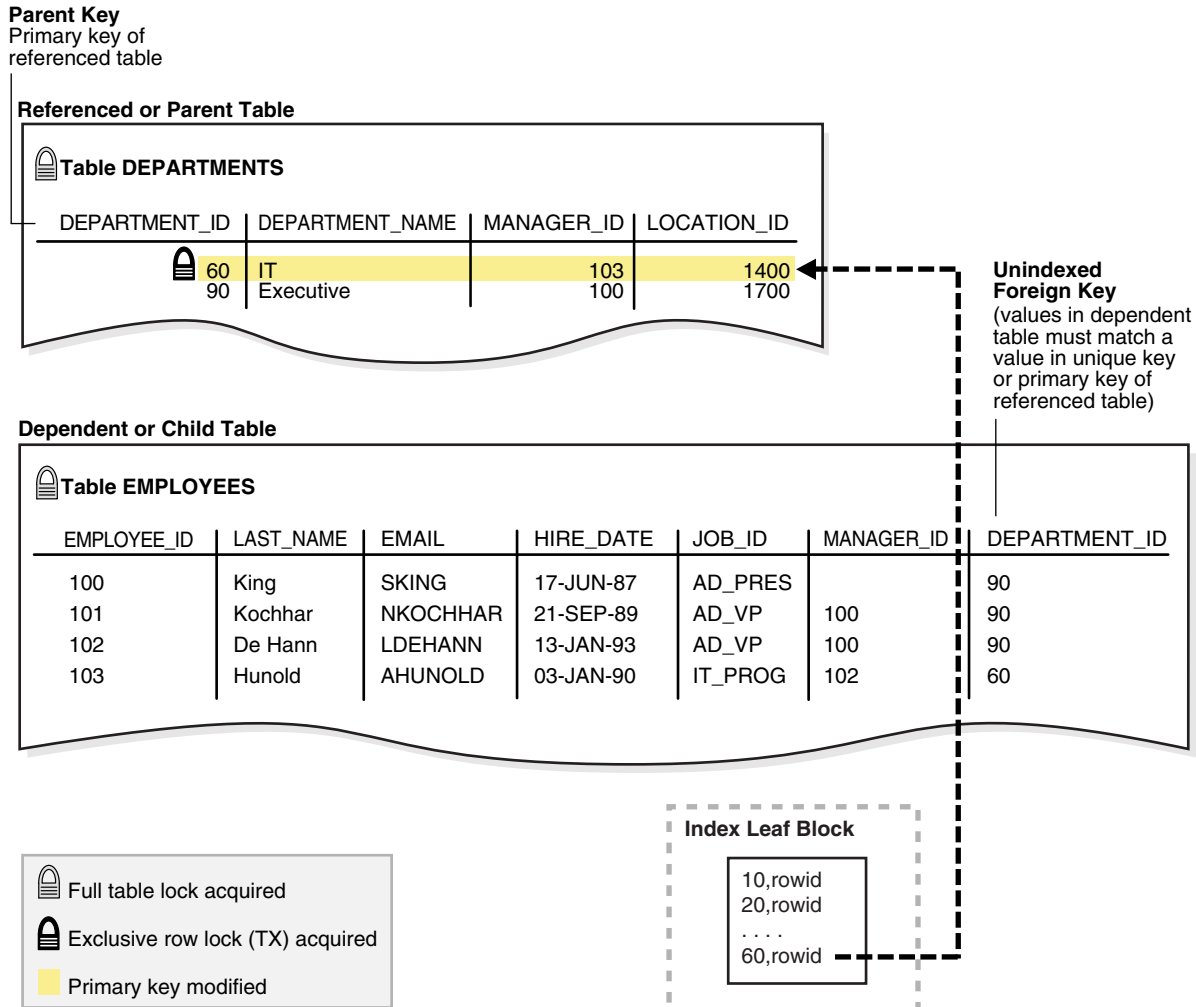 Parent Key
Primary key of
referenced table
Referenced or Parent Table
Table DEPARTMENTS
DEPARTMENT_ID DEPARTMENT_NAME MANAGER_ID LOCATION_ID
60 IT 103 1400
90 Executive 100 1700
Unindexed
Foreign Key
(values in dependent
table must match a
value in unique key
or primary key of
referenced table)
Dependent or Child Table
Table EMPLOYEES
EMPLOYEE_ID LAST_NAME EMAIL HIRE_DATE JOB_ID MANAGER_ID DEPARTMENT_ID
100 King SKING 17-JUN-87 AD_PRES 90
101 Kochhar NKOCHHAR 21-SEP-89 AD_VP 100 90
102 De Hann LDEHANN 13-JAN-93 AD_VP 100 90
103 Hunold AHUNOLD 03-JAN-90 IT_PROG 102 60
Full table lock acquired
Exclusive row lock (TX) acquired
Primary key modified
Index Leaf Block
10,rowid
20,rowid
. . . .
60,rowid